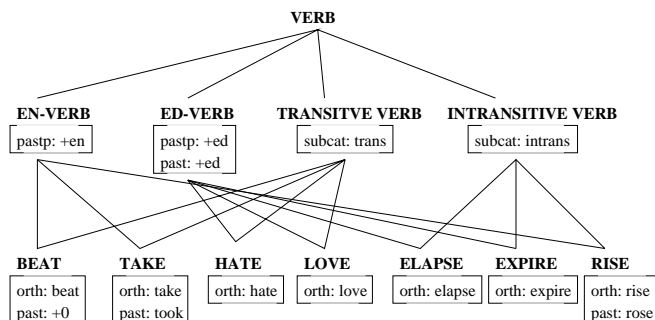 VERB
EN-VERB ED-VERB TRANSITVE VERB INTRANSITIVE VERB
pastp: +en pastp: +ed subcat: trans subcat: intrans
past: +ed
BEAT TAKE HATE LOVE ELAPSE EXPIRE RISE
orth: beat orth: take orth: hate orth: love orth: elapse orth: expire orth: rise
past: +0 past: took past: rose